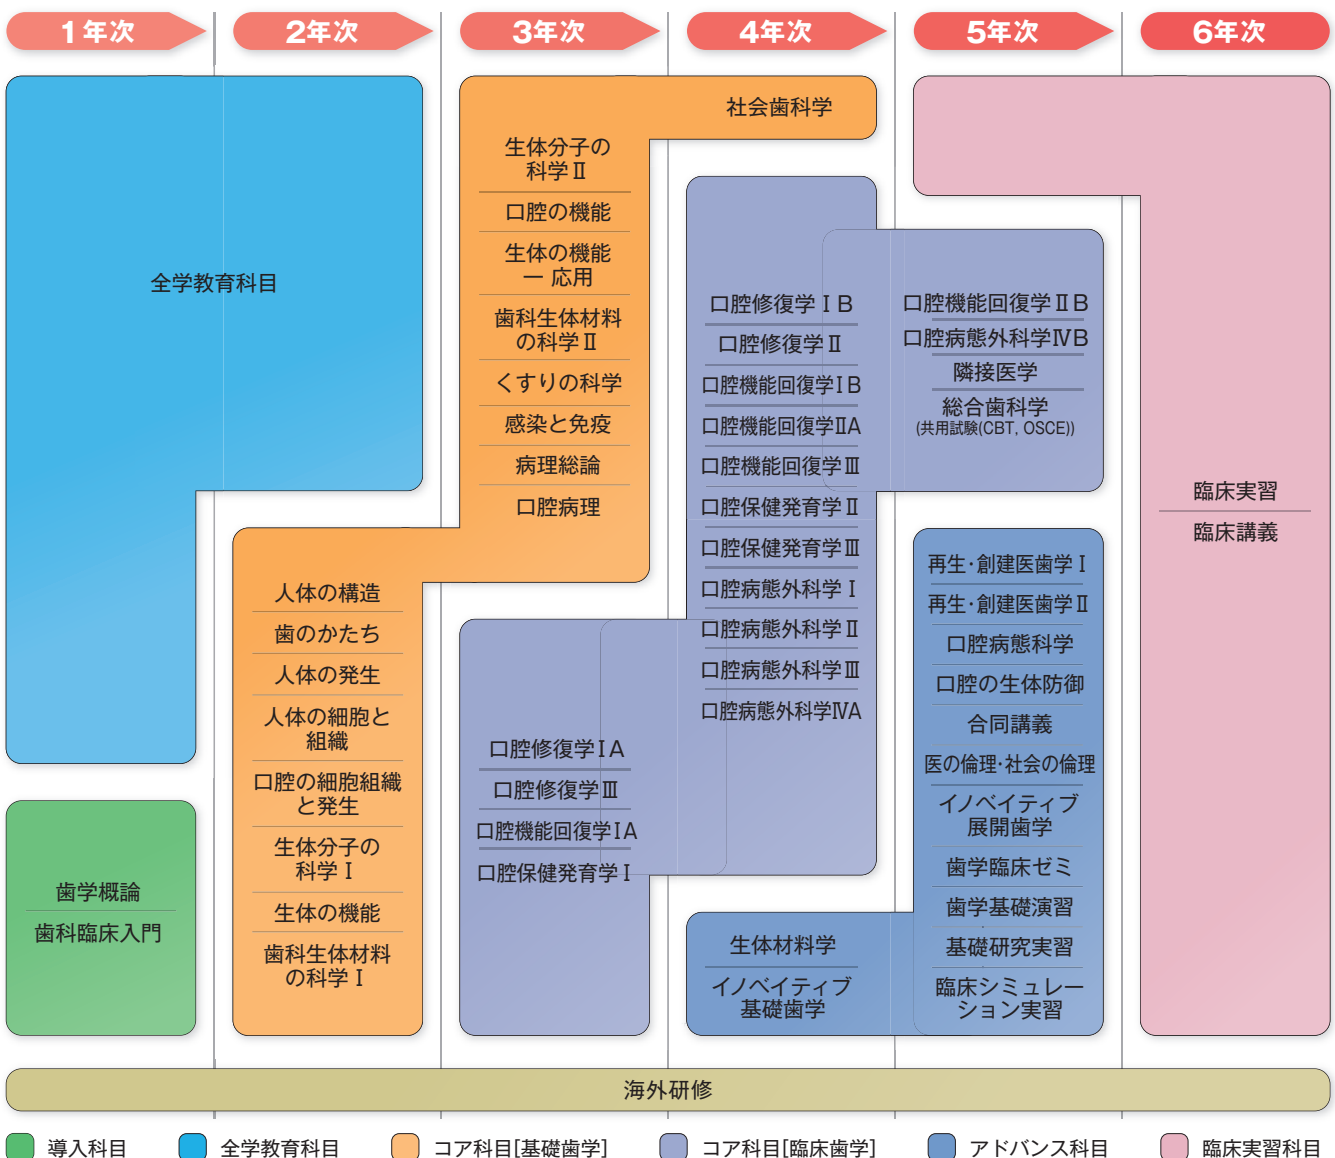 1年次
2年次
3年次
4年次
5年次
6年次
全学教育科目
歯学概論
歯科臨床入門
人体の構造
歯のかたち
人体の発生
人体の細胞と
組織
口腔の細胞組織
と発生
生体分子の
科学Ⅰ
生体の機能
歯科生体材料
の科学Ⅰ
社会歯科学
生体分子の
科学Ⅱ
口腔の機能
生体の機能
ー 応用
歯科生体材料
の科学Ⅱ
くすりの科学
感染と免疫
病理総論
口腔病理
口腔修復学ⅠA
口腔修復学Ⅲ
口腔機能回復学ⅠA
口腔保健発育学Ⅰ
口腔修復学ⅠB
口腔修復学Ⅱ
口腔機能回復学ⅠB
口腔機能回復学ⅡA
口腔機能回復学Ⅲ
口腔保健発育学Ⅱ
口腔保健発育学Ⅲ
口腔病態外科学Ⅰ
口腔病態外科学Ⅱ
口腔病態外科学Ⅲ
口腔病態外科学ⅣA
生体材料学
イノベイティブ
基礎歯学
口腔機能回復学ⅡB
口腔病態外科学ⅣB
隣接医学
総合歯科学
(共用試験(CBT, OSCE))
再生・創建医歯学Ⅰ
再生・創建医歯学Ⅱ
口腔病態科学
口腔の生体防御
合同講義
医の倫理・社会の倫理
イノベイティブ
展開歯学
歯学臨床ゼミ
歯学基礎演習
基礎研究実習
臨床シミュレー
ション実習
臨床実習
臨床講義
海外研修
導入科目
全学教育科目
コア科目[基礎歯学]
コア科目[臨床歯学]
アドバンス科目
臨床実習科目